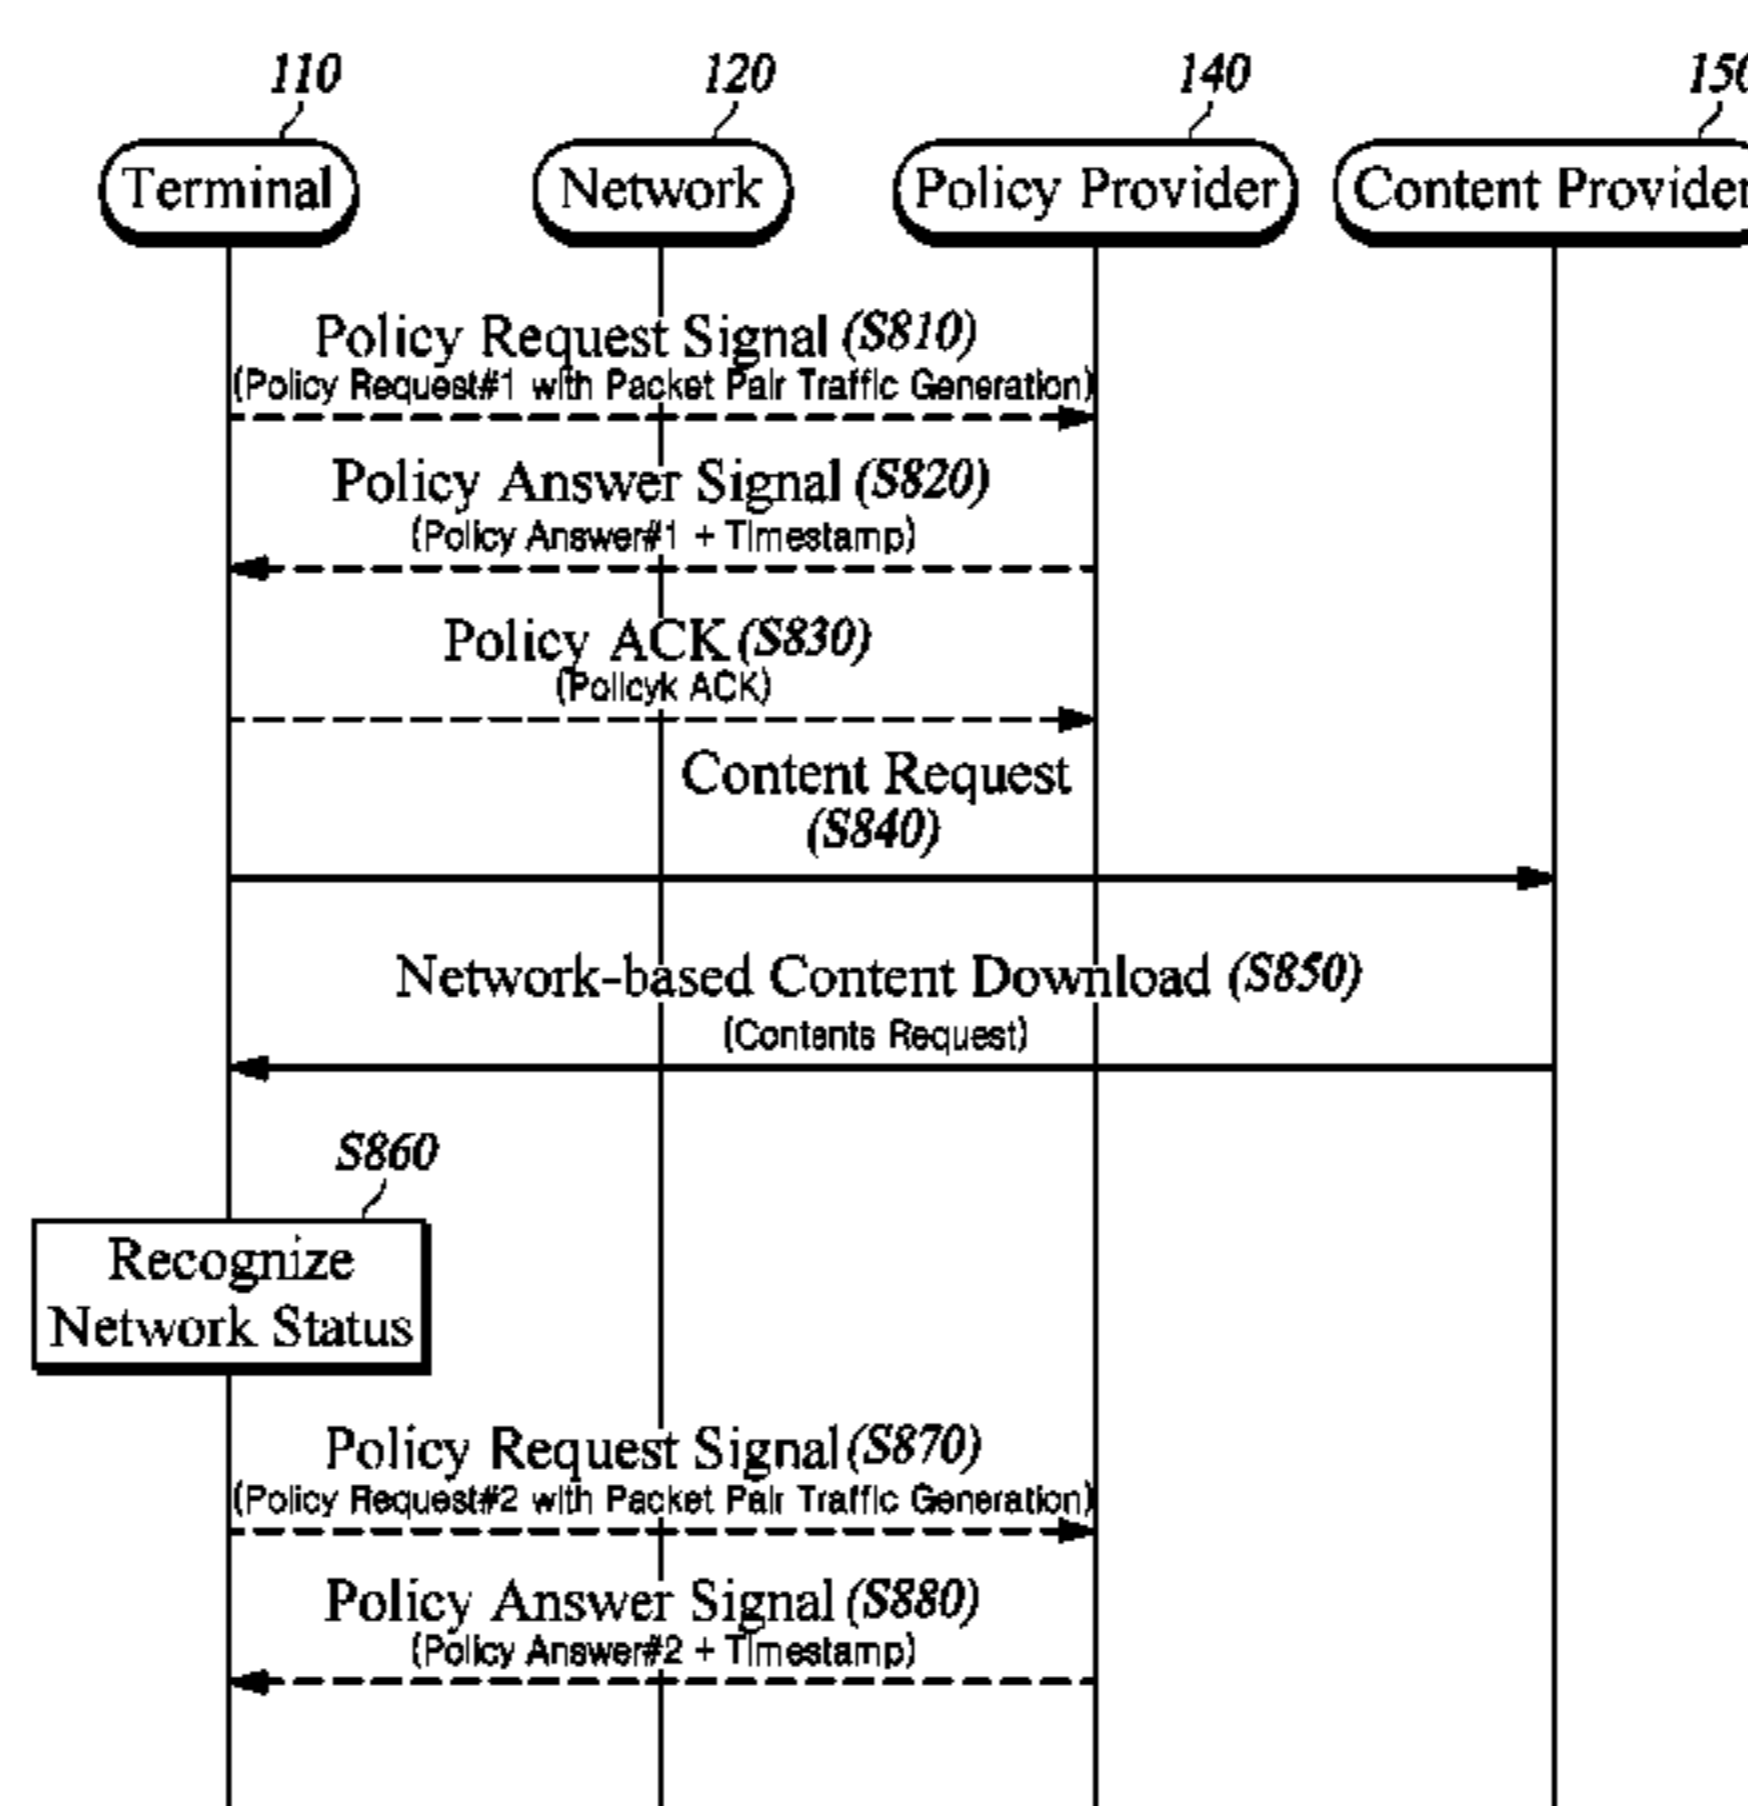 110 120 140 150
Terminal Network Policy Provider Content Provider
Policy Request Signal (S810)
(Policy Request#1 with Packet Pair Traffic Generation)
Policy Answer Signal (S820)
(Policy Answer#1 + Timestamp)
Policy ACK (S830)
(Policyk ACK)
Content Request
(S840)
Network-based Content Download (S850)
(Contents Request)
S860
Recognize
Network Status
Policy Request Signal (S870)
(Policy Request#2 with Packet Pair Traffic Generation)
Policy Answer Signal (S880)
(Policy Answer#2 + Timestamp)